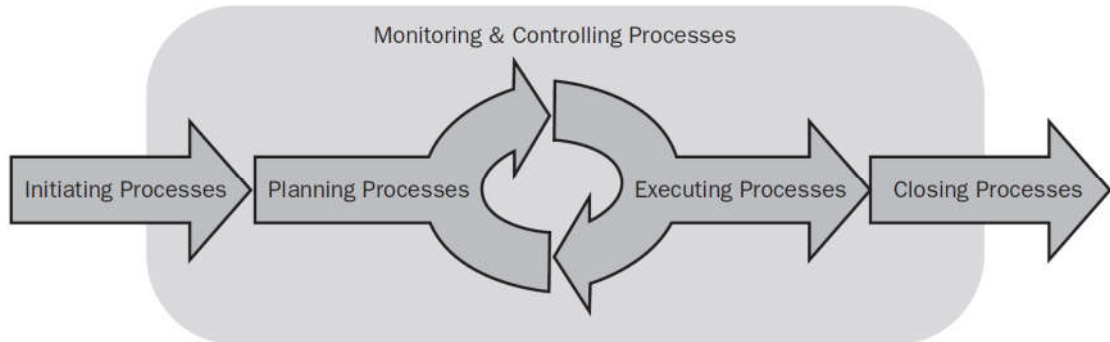 Monitoring & Controlling Processes
Initiating Processes
Planning Processes
Executing Processes
Closing Processes